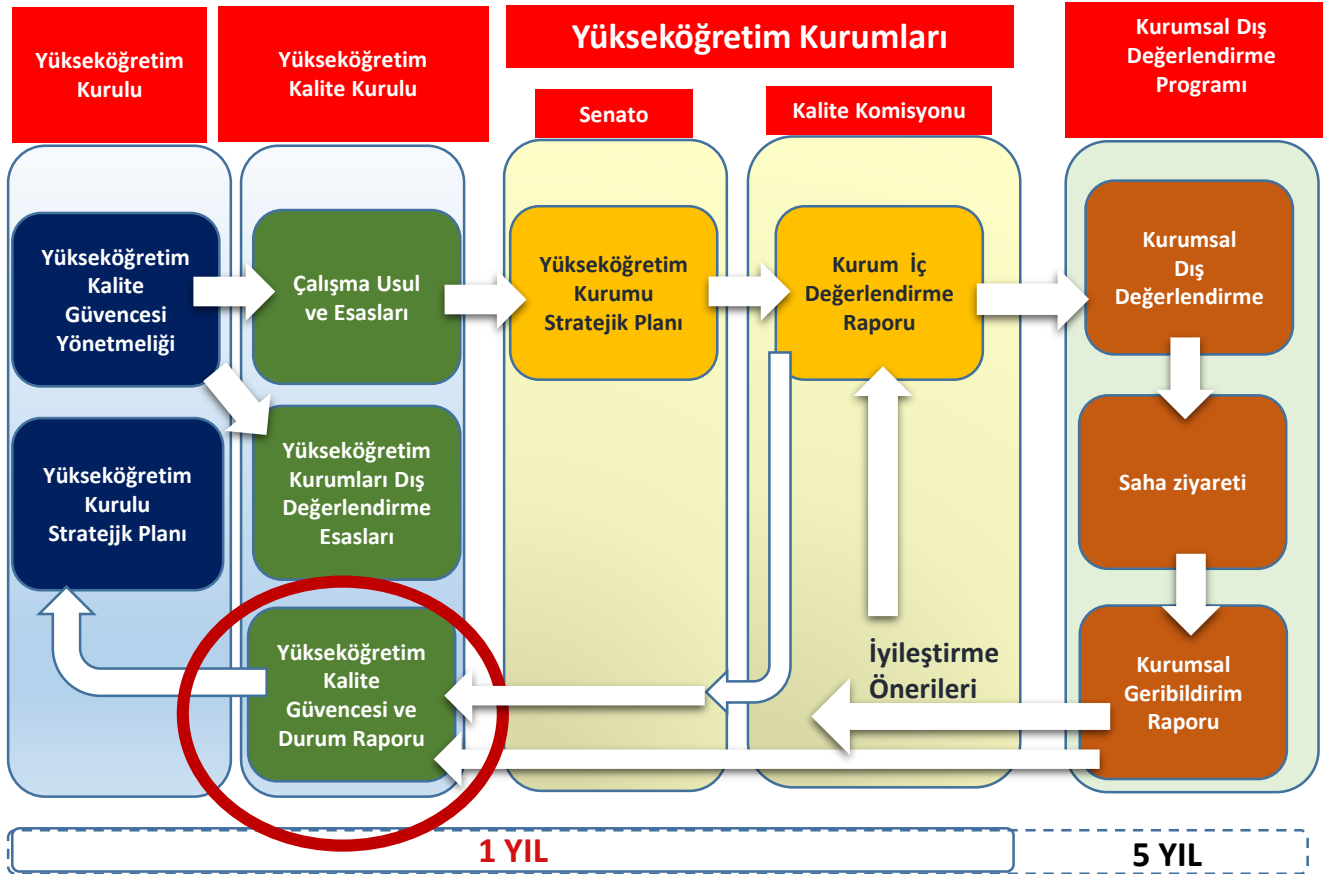 Yükseköğretim
Kurulu
Yükseköğretim
Kalite Kurulu
Yükseköğretim Kurumları
Senato
Kalite Komisyonu
Kurumsal Dış
Değerlendirme
Programı
Yükseköğretim
Kalite
Güvencesi
Yönetmeliği
Çalışma Usul
ve Esasları
Yükseköğretim
Kurumu
Stratejik Planı
Kurum İç
Değerlendirme
Raporu
Kurumsal
Dış
Değerlendirme
Yükseköğretim
Kurulu
Stratejjk Planı
Yükseköğretim
Kurumları Dış
Değerlendirme
Esasları
Saha ziyareti
Yükseköğretim
Kalite
Güvencesi ve
Durum Raporu
İyileştirme
Önerileri
Kurumsal
Geribildirim
Raporu
1 YIL
5 YIL